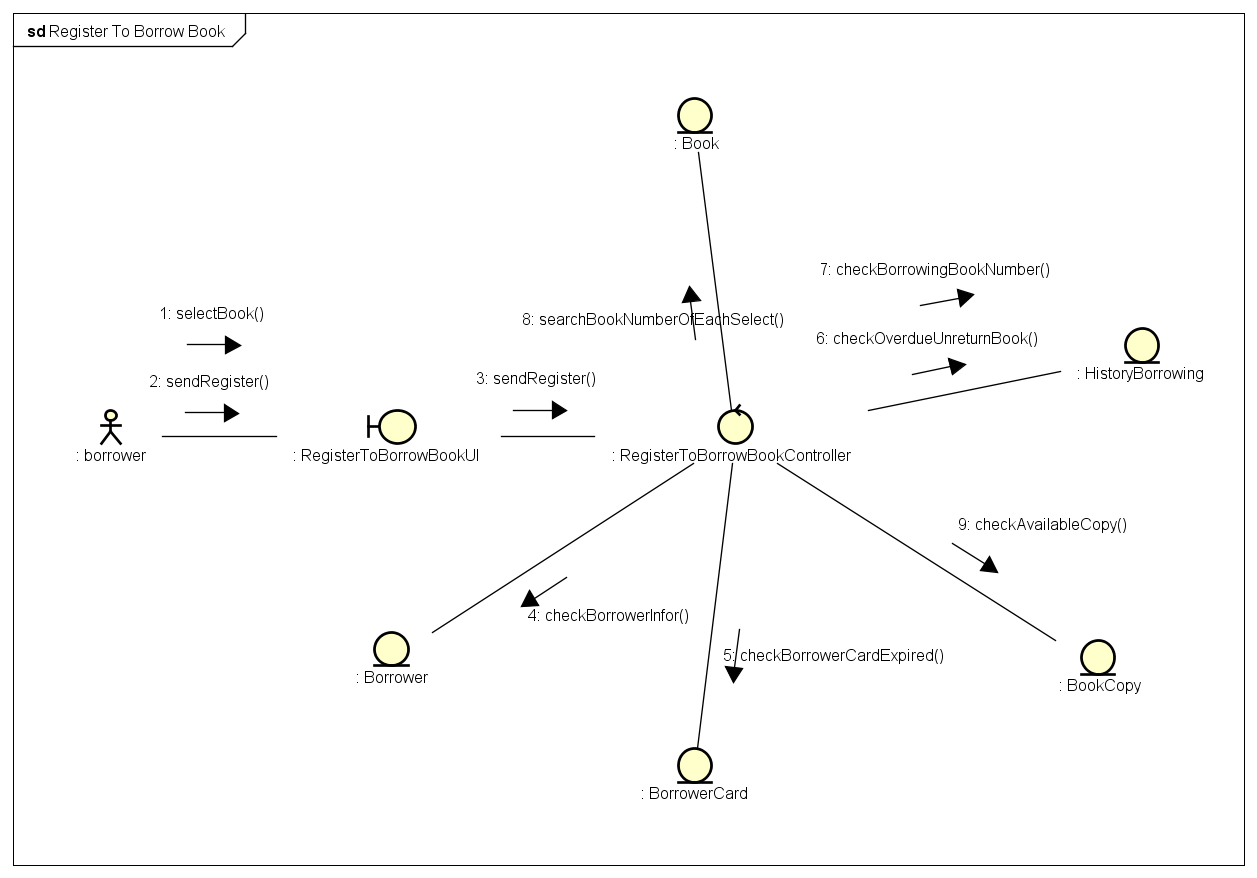 sd Register To Borrow Book
: Book
7: checkBorrowingBookNumber()
1: selectBook()
8: searchBookNumberOfEachSelect()
6: checkOverdueUnreturnBook()
: HistoryBorrowing
2: sendRegister()
3: sendRegister()
: borrower
: RegisterToBorrowBookUI
: RegisterToBorrowBookController
9: checkAvailableCopy()
4: checkBorrowerInfor()
5: checkBorrowerCardExpired()
: Borrower
: BookCopy
: BorrowerCard